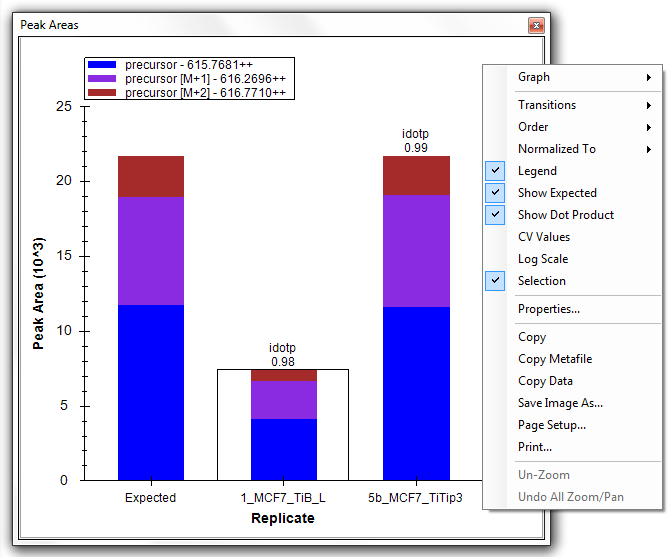 Peak Areas
precursor - 615.7681++
precursor [M+1] - 616.2696++
precursor [M+2] - 616.7710++
Peak Area (10^3)
25
20
15
10
5
0
idotp
0.98
idotp
0.99
Expected
1_MCF7_TiB_L
5b_MCF7_TiTip3
Replicate
Graph
Transitions
Order
Normalized To
Legend
Show Expected
Show Dot Product
CV Values
Log Scale
Selection
Properties...
Copy
Copy Metafile
Copy Data
Save Image As...
Page Setup...
Print...
Un-Zoom
Undo All Zoom/Pan